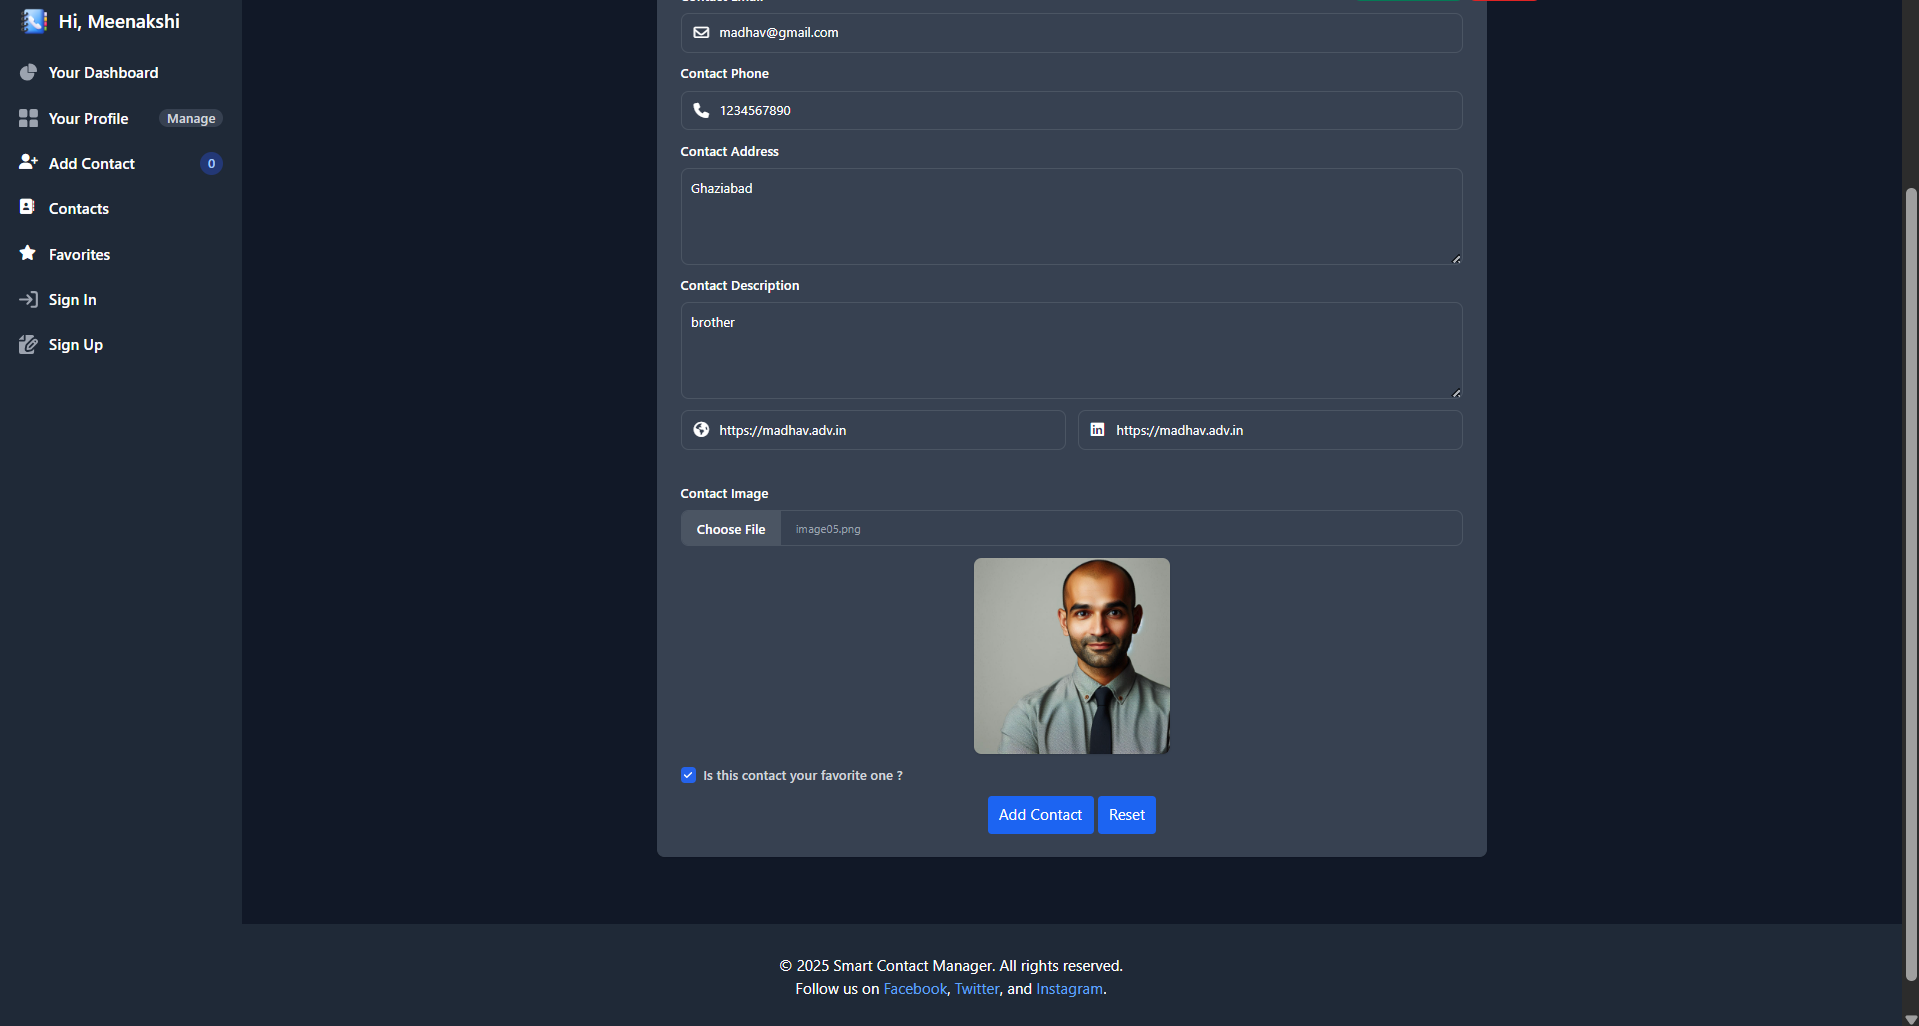 Hi, Meenakshi
Your Dashboard
Your Profile Manage
Add Contact 0
Contacts
Favorites
Sign In
Sign Up
madhav@gmail.com
Contact Phone
1234567890
Contact Address
Ghaziabad
Contact Description
brother
https://madhav.adv.in
in https://madhav.adv.in
Contact Image
Choose File image05.png
Is this contact your favorite one ?
Add Contact Reset
© 2025 Smart Contact Manager. All rights reserved.
Follow us on Facebook, Twitter, and Instagram.